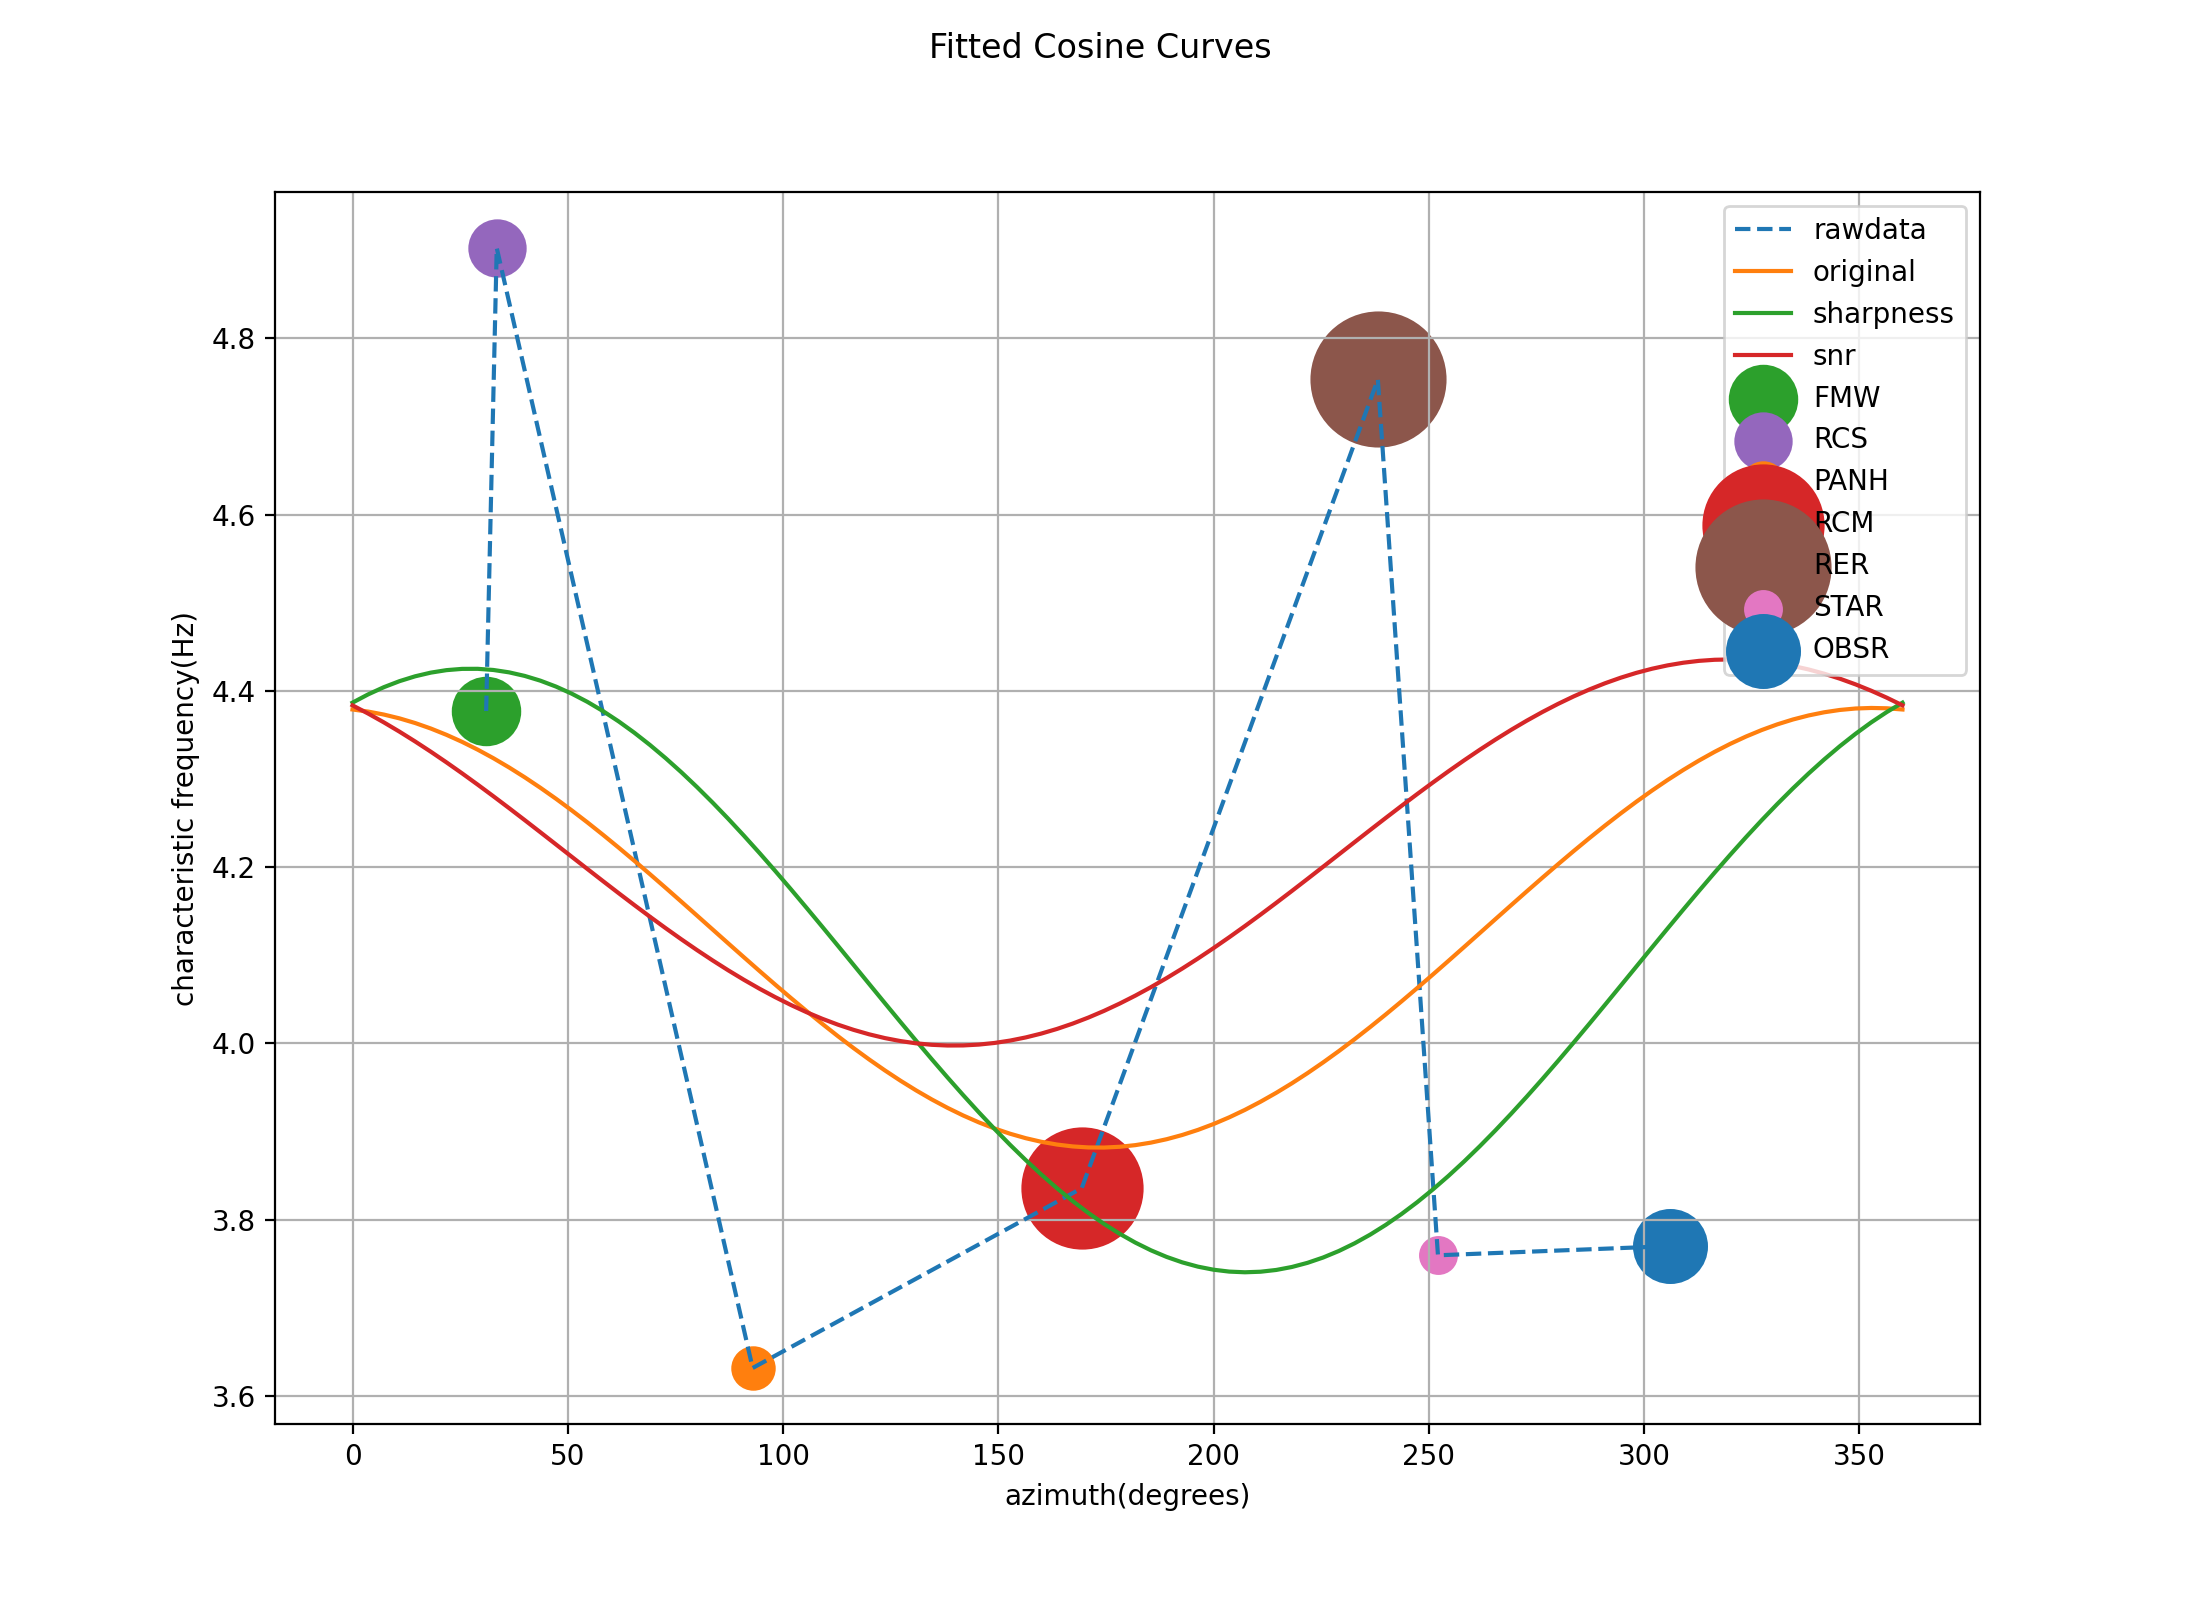 Fitted Cosine Curves
rawdata
original
sharpness
snr
FMW
RCS
PANH
RCM
RER
STAR
OBSR
characteristic frequency(Hz)
4.8
4.6
4.4
4.2
4.0
3.8
3.6
0 50 100 150 200 250 300 350
azimuth(degrees)